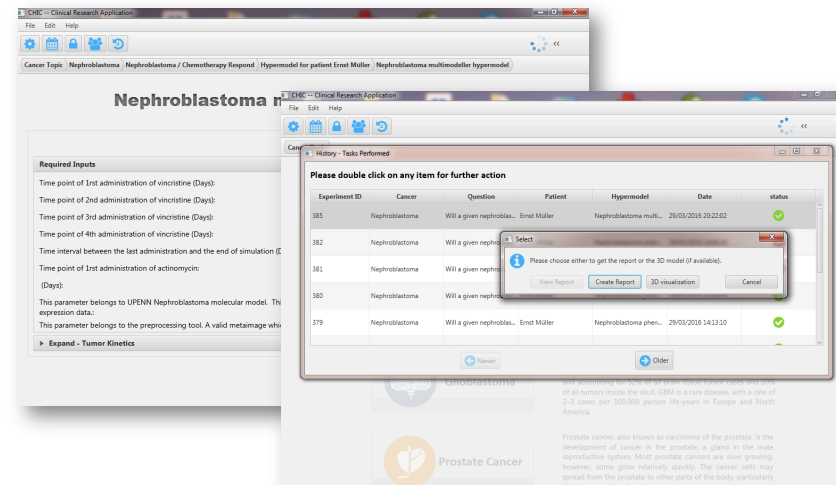 CHIC -- Clinical Research Application
File Edit Help
Cancer Topic Nephroblastoma Nephroblastoma / Chemotherapy Respond Hypermodel for patient Ernst Müller Nephroblastoma multimodeller hypermodel
Nephroblastoma
Required Inputs
Time point of 1rst administration of vincristine (Days):
Time point of 2nd administration of vincristine (Days):
Time point of 3rd administration of vincristine (Days):
Time point of 4th administration of vincristine (Days):
Time interval between the last administration and the end of simulation
Time point of 1rst administration of actinomycin:
(Days):
This parameter belongs to UPENN Nephroblastoma molecular model.
expression data.:
This parameter belongs to the preprocessing tool. A valid metaimage
Expand - Tumor Kinetics
CHIC -- Clinical Research Application
File Edit Help
History - Tasks Performed
Please double click on any item for further action
Experiment ID Cancer Question Patient Hypermodel Date status
385 Nephroblastoma Will a given nephroblas... Ernst Müller Nephroblastoma multi... 29/03/2016 20:22:02
382 Nephroblastoma Will a given
381 Nephroblastoma Will a given
380 Nephroblastoma Will a given
379 Nephroblastoma Will a given nephroblas... Ernst Müller Nephroblastoma phen... 29/03/2016 14:13:10
Select
Please choose either to get the report or the 3D model (if available).
View Report Create Report 3D visualization Cancel
Newer Older
Glioblastoma
and accounting for 52% of all brain tissue tumor cases and 20%
of all tumors inside the skull. GBM is a rare disease, with a rate of
2–3 cases per 100.000 person life-years in Europe and North
America.
Prostate Cancer
Prostate cancer, also known as carcinoma of the prostate, is the
development of cancer in the prostate, a gland in the male
reproductive system. Most prostate cancers are slow growing;
however, some grow relatively quickly. The cancer cells may
spread from the prostate to other parts of the body, particularly